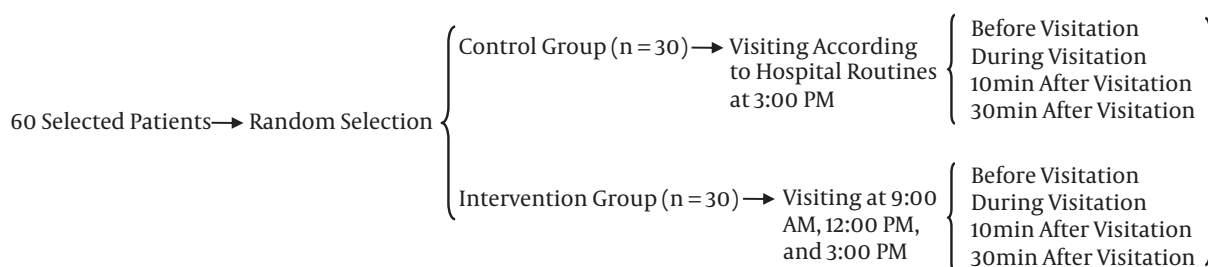 60 Selected Patients → Random Selection
Control Group (n = 30) → Visiting According
to Hospital Routines
at 3:00 PM
Before Visitation
During Visitation
10min After Visitation
30min After Visitation
Intervention Group (n = 30) → Visiting at 9:00
AM, 12:00 PM,
and 3:00 PM
Before Visitation
During Visitation
10min After Visitation
30min After Visitation